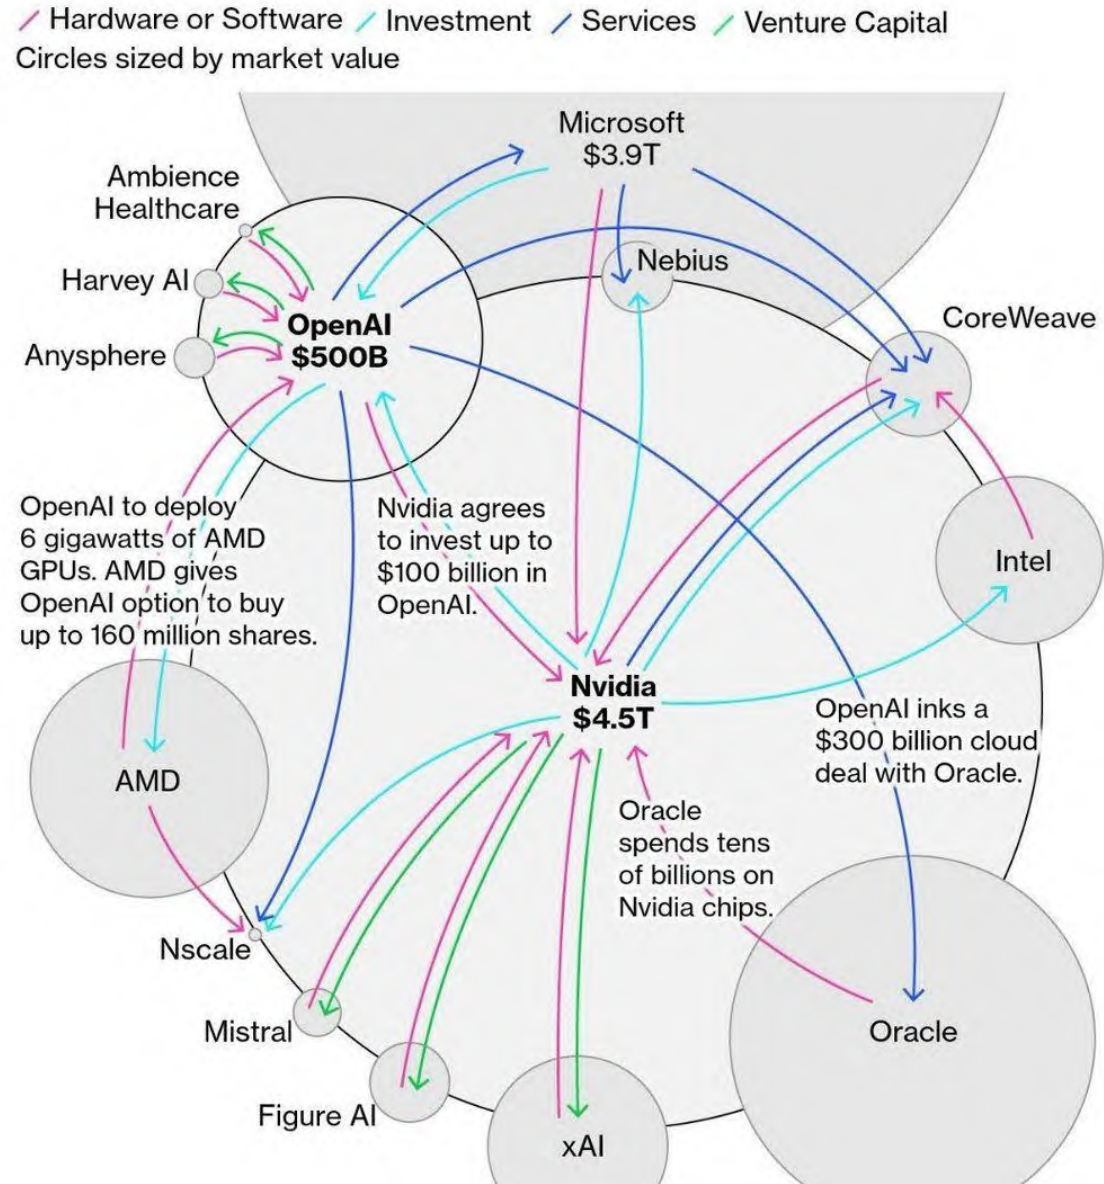 Hardware or Software Investment Services Venture Capital
Circles sized by market value
Microsoft
$3.9T
Ambience
Healthcare
Harvey AI
Nebius
OpenAI
$500B
CoreWeave
Anysphere
OpenAI to deploy
6 gigawatts of AMD
GPUs. AMD gives
OpenAI option to buy
up to 160 million shares.
Nvidia agrees
to invest up to
$100 billion in
OpenAI.
Intel
Nvidia
$4.5T
OpenAI inks a
$300 billion cloud
deal with Oracle.
AMD
Oracle
spends tens
of billions on
Nvidia chips.
Nscale
Mistral
Oracle
Figure AI
xAI